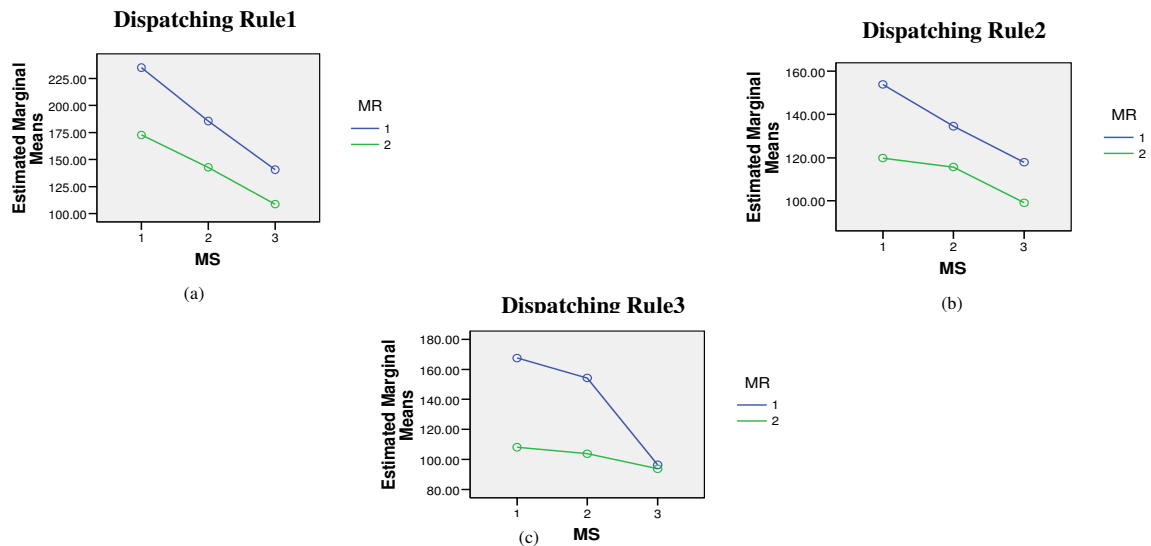 Dispatching Rule1
Estimated Marginal
Means
225.00
200.00
175.00
150.00
125.00
100.00
1
2
3
MS
MR
1
2
(a)
Dispatching Rule2
Estimated Marginal
Means
160.00
140.00
120.00
100.00
1
2
3
MS
MR
1
2
(b)
Dispatching Rule3
Estimated Marginal
Means
180.00
160.00
140.00
120.00
100.00
80.00
1
2
3
MS
MR
1
2
(c)